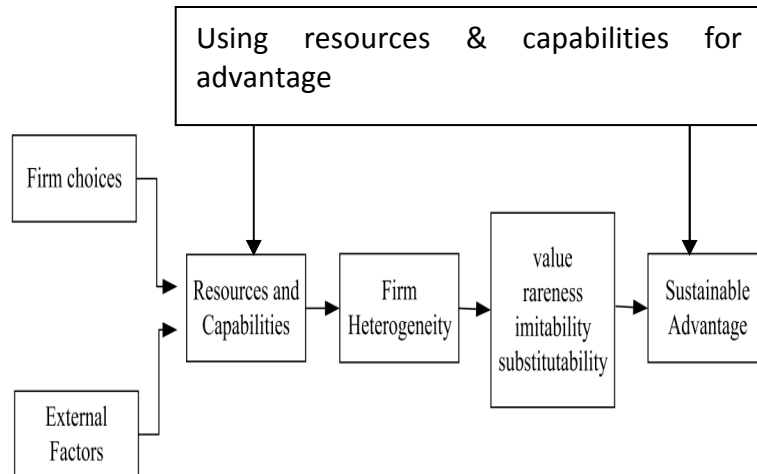 Using resources & capabilities for
advantage
Firm choices
External
Factors
Resources and
Capabilities
Firm
Heterogeneity
value
rareness
imitability
substitutability
Sustainable
Advantage